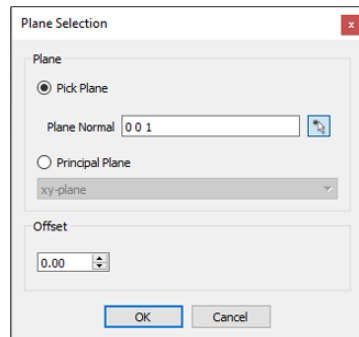 Plane Selection
x
Plane
Pick Plane
Plane Normal 0 0 1
Principal Plane
xy-plane
Offset
0.00
OK Cancel